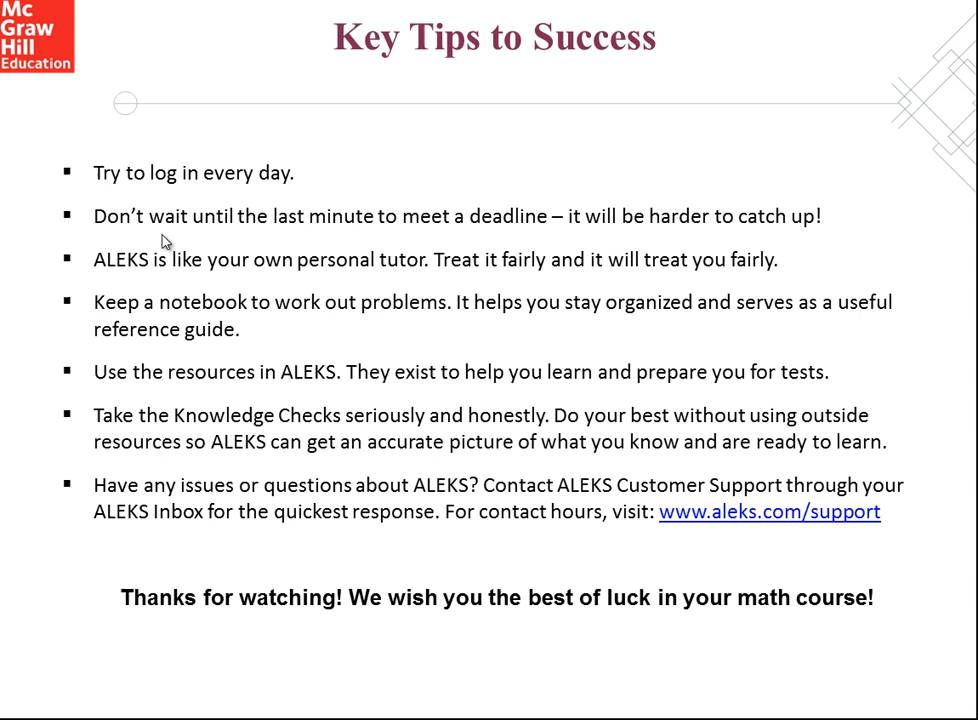 Mc
Graw
Hill
Education
Key Tips to Success
Try to log in every day.
Don’t wait until the last minute to meet a deadline – it will be harder to catch up!
ALEKS is like your own personal tutor. Treat it fairly and it will treat you fairly.
Keep a notebook to work out problems. It helps you stay organized and serves as a useful
reference guide.
Use the resources in ALEKS. They exist to help you learn and prepare you for tests.
Take the Knowledge Checks seriously and honestly. Do your best without using outside
resources so ALEKS can get an accurate picture of what you know and are ready to learn.
Have any issues or questions about ALEKS? Contact ALEKS Customer Support through your
ALEKS Inbox for the quickest response. For contact hours, visit: www.aleks.com/support
Thanks for watching! We wish you the best of luck in your math course!